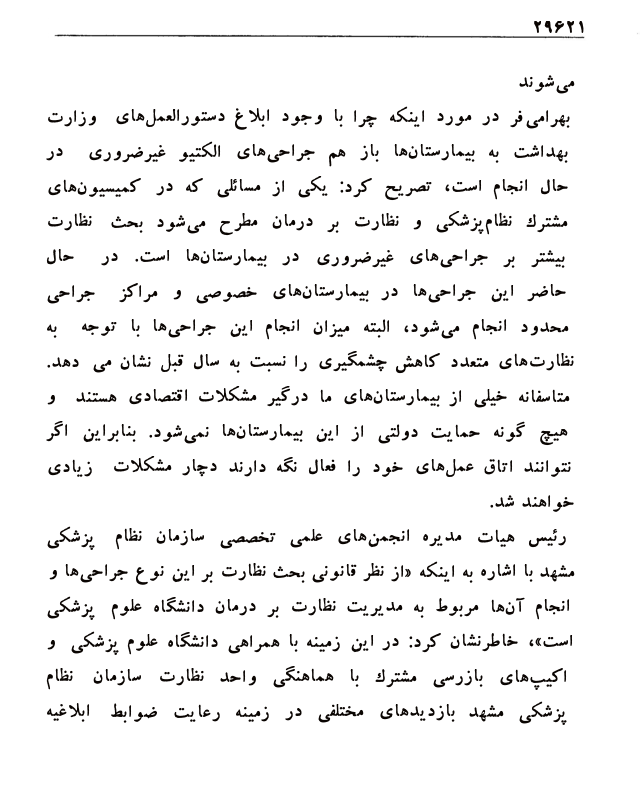 ۲۹۶۲۱
می‌شوند
بهرامی‌فر در مورد اینکه چرا با وجود ابلاغ دستورالعمل‌های وزارت
بهداشت به بیمارستان‌ها باز هم جراحی‌های الکتیو غیرضروری در
حال انجام است، تصریح کرد: یکی از مسائلی که در کمیسیون‌های
مشترك نظام‌پزشکی و نظارت بر درمان مطرح می‌شود بحث نظارت
بیشتر بر جراحی‌های غیرضروری در بیمارستان‌ها است. در حال
حاضر این جراحی‌ها در بیمارستان‌های خصوصی و مراکز جراحی
محدود انجام می‌شود، البته میزان انجام این جراحی‌ها با توجه به
نظارت‌های متعدد کاهش چشمگیری را نسبت به سال قبل نشان می دهد.
متاسفانه خیلی از بیمارستان‌های ما درگیر مشکلات اقتصادی هستند و
هیچ گونه حمایت دولتی از این بیمارستان‌ها نمی‌شود. بنابراین اگر
نتوانند اتاق عمل‌های خود را فعال نگه دارند دچار مشکلات زیادی
خواهند شد.
رئیس هیات مدیره انجمن‌های علمی تخصصی سازمان نظام پزشکی
مشهد با اشاره به اینکه «از نظر قانونی بحث نظارت بر این نوع جراحی‌ها و
انجام آن‌ها مربوط به مدیریت نظارت بر درمان دانشگاه علوم پزشکی
است»، خاطرنشان کرد: در این زمینه با همراهی دانشگاه علوم پزشکی و
اکیپ‌های بازرسی مشترك با هماهنگی واحد نظارت سازمان نظام
پزشکی مشهد بازدیدهای مختلفی در زمینه رعایت ضوابط ابلاغیه